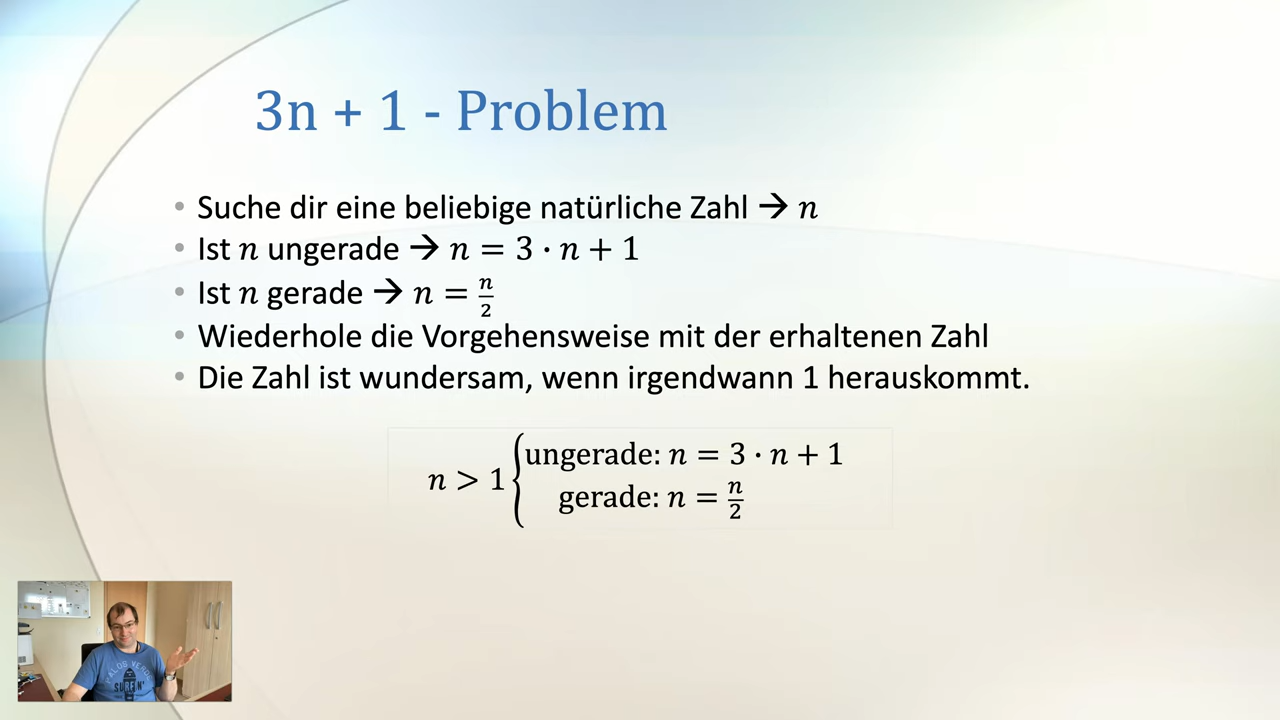 3n + 1 - Problem
• Suche dir eine beliebige natürliche Zahl → n
• Ist n ungerade → n = 3 · n + 1
• Ist n gerade → n = n/2
• Wiederhole die Vorgehensweise mit der erhaltenen Zahl
• Die Zahl ist wundersam, wenn irgendwann 1 herauskommt.
n > 1 { ungerade: n = 3 · n + 1
gerade: n = n/2